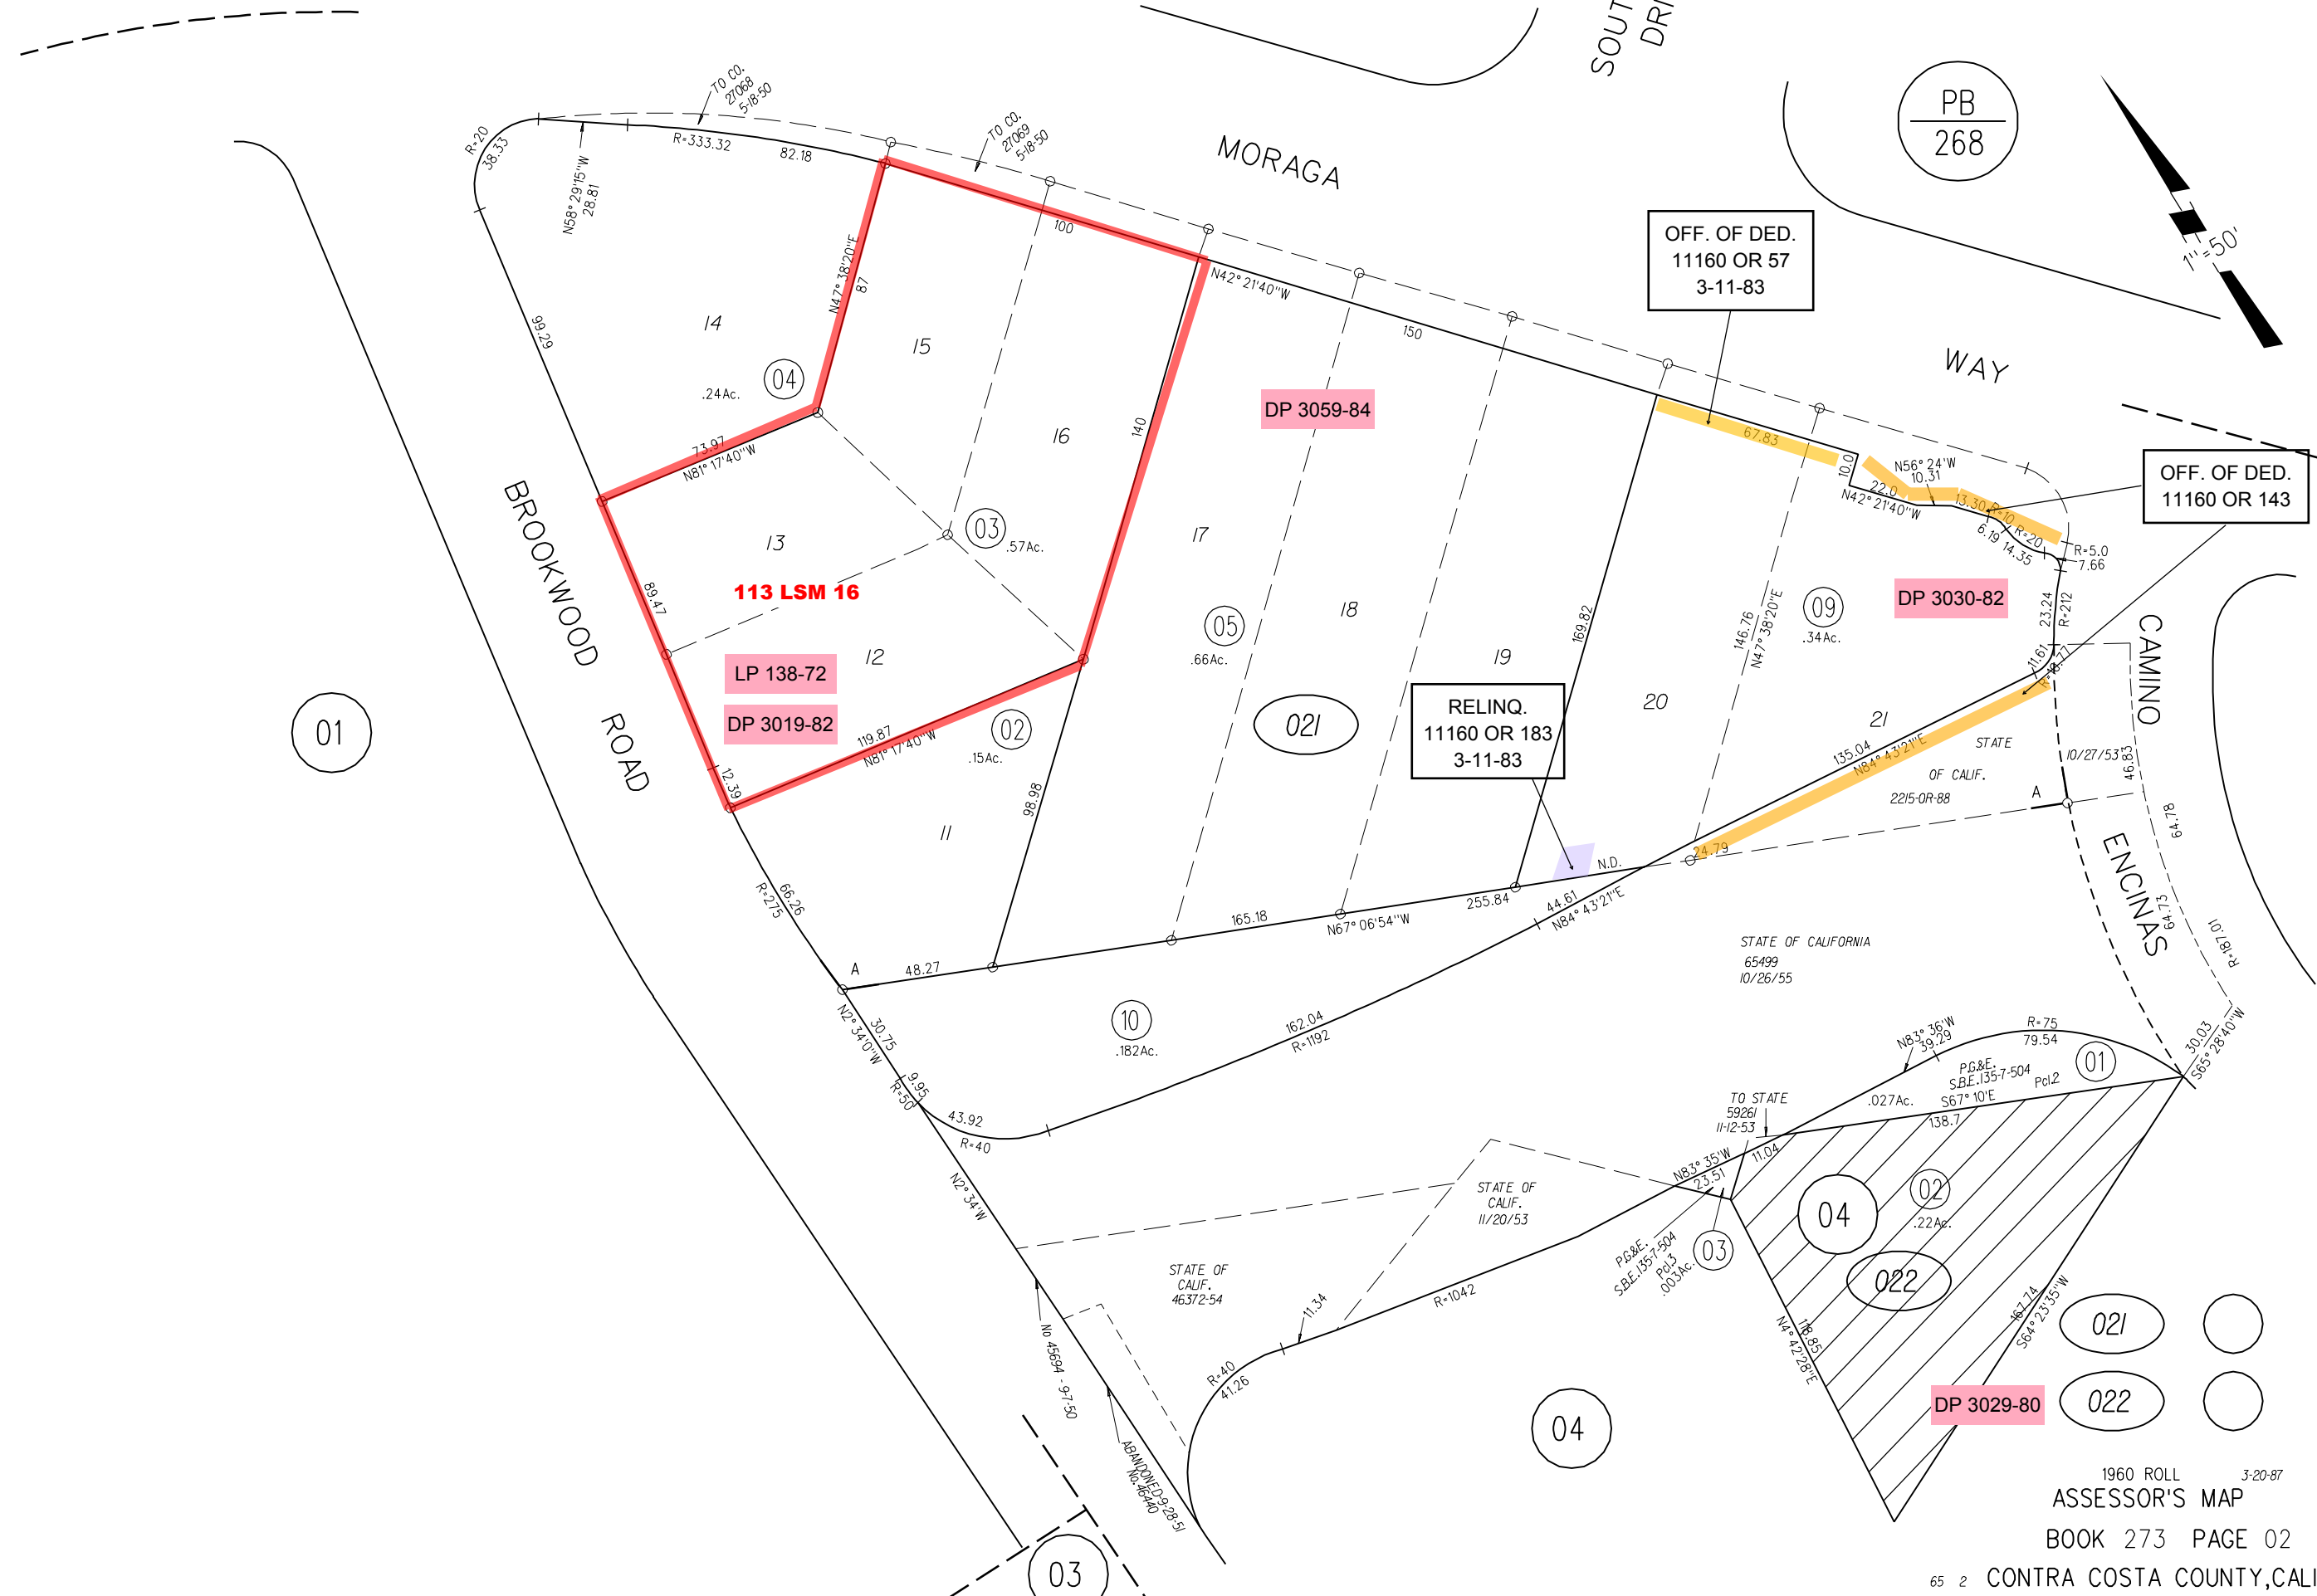 SOUT
DRI
TO CO.
27068
5-18-50
TO CO.
27069
5-18-50
PB
268
MORAGA
WAY
1"=50'
R=20
38.33
N58° 29'15"W
28.81
R=333.32
82.18
100
N47° 38'20"E
87
N42° 21'40"W
150
OFF. OF DED.
11160 OR 57
3-11-83
99.29
14
04
.24Ac.
15
16
140
DP 3059-84
67.83
10.0
N56° 24'W
10.31
22.0
N42° 21'40"W
13.30
R=10
R=20
6.19
14.35
R=5.0
7.66
OFF. OF DED.
11160 OR 143
73.97
N81° 17'40"W
BROOKWOOD
ROAD
13
03
.57Ac.
17
18
05
.66Ac.
19
169.82
146.76
N47° 38'20"E
09
.34Ac.
DP 3030-82
23.24
R=212
CAMINO
89.47
113 LSM 16
LP 138-72
DP 3019-82
12
11.61
R=18.77
01
119.87
N81° 17'40"W
02
.15Ac.
12.39
021
RELINQ.
11160 OR 183
3-11-83
20
21
135.04
N84° 43'21"E
STATE
OF CALIF.
2215-OR-88
10/27/53
46.83
A
64.78
11
98.98
N.D.
24.79
ENCINAS
64.73
R=187.01
66.26
R=275
A
48.27
165.18
N67° 06'54"W
255.84
44.61
N84° 43'21"E
STATE OF CALIFORNIA
65499
10/26/55
30.75
N2° 34'0"W
10
.182Ac.
162.04
R=1192
9.95
R=50
43.92
R=40
N2° 34'W
N83° 36'W
39.29
R=75
79.54
P.G.&E.
S.B.E.135-7-504
Pcl.2
01
30.03
S65° 28'40"W
.027Ac.
S67° 10'E
138.7
TO STATE
59261
11-12-53
11.04
N83° 35'W
23.51
STATE OF
CALIF.
11/20/53
02
.22Ac.
04
022
P.G.&E.
S.B.E.135-7-504
Pcl.3
.003Ac.
03
STATE OF
CALIF.
46372-54
11.34
R=1042
N4° 42'28"E
118.85
167.74
S64° 23'35"W
No 45694 - 9-7-50
R=40
41.26
ABANDONED-9-28-51
No. 46440
04
DP 3029-80
021
022
03
1960 ROLL
3-20-87
ASSESSOR'S MAP
BOOK 273 PAGE 02
65 2
CONTRA COSTA COUNTY,CALI